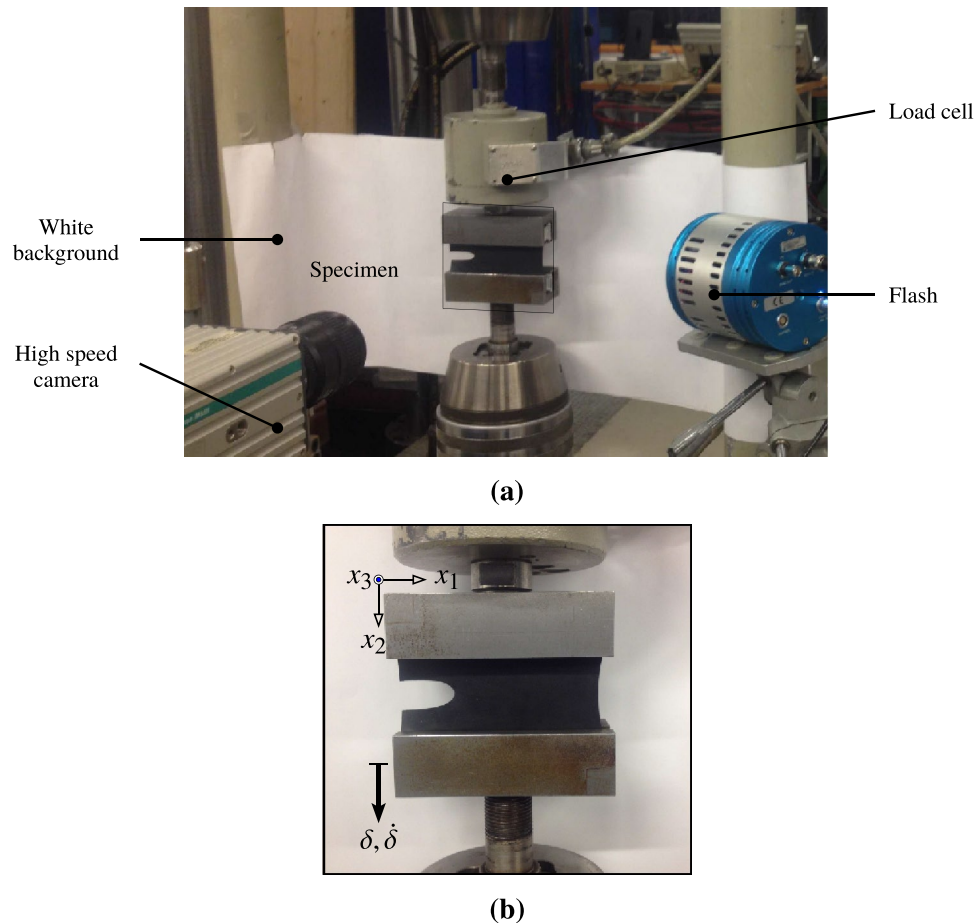 Load cell
White
background
Specimen
Flash
High speed
camera
(a)
x₃
x₁
x₂
δ, δ̇
(b)